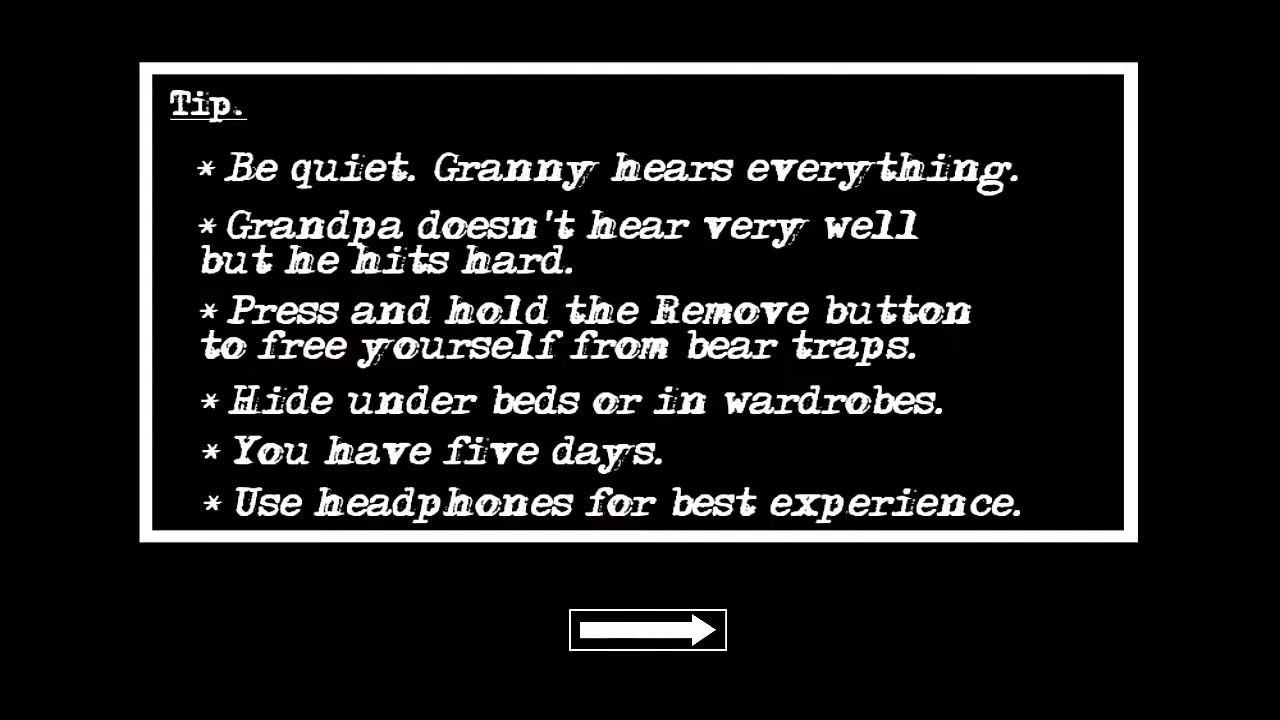 Tip.
* Be quiet. Granny hears everything.
* Grandpa doesn't hear very well
but he hits hard.
* Press and hold the Remove button
to free yourself from bear traps.
* Hide under beds or in wardrobes.
* You have five days.
* Use headphones for best experience.